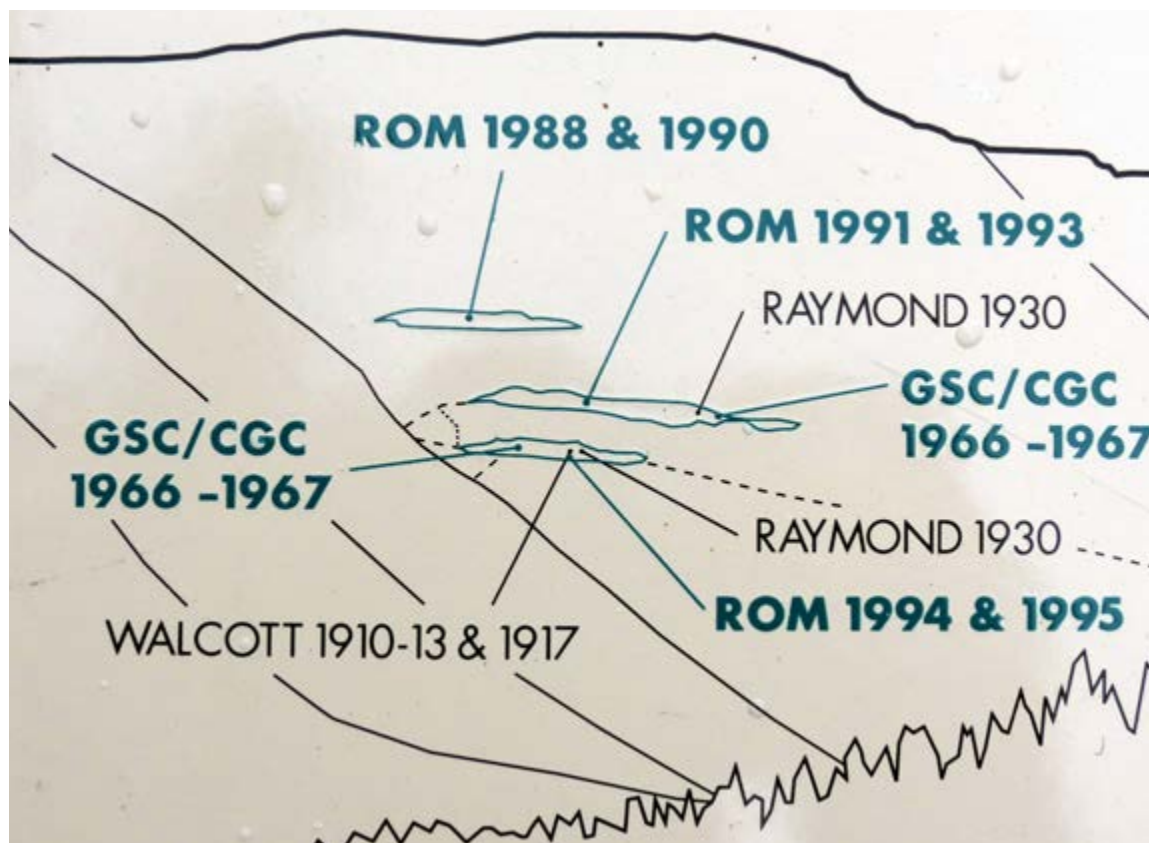 ROM 1988 & 1990
ROM 1991 & 1993
RAYMOND 1930
GSC/CGC
1966 -1967
GSC/CGC
1966 -1967
RAYMOND 1930
ROM 1994 & 1995
WALCOTT 1910-13 & 1917